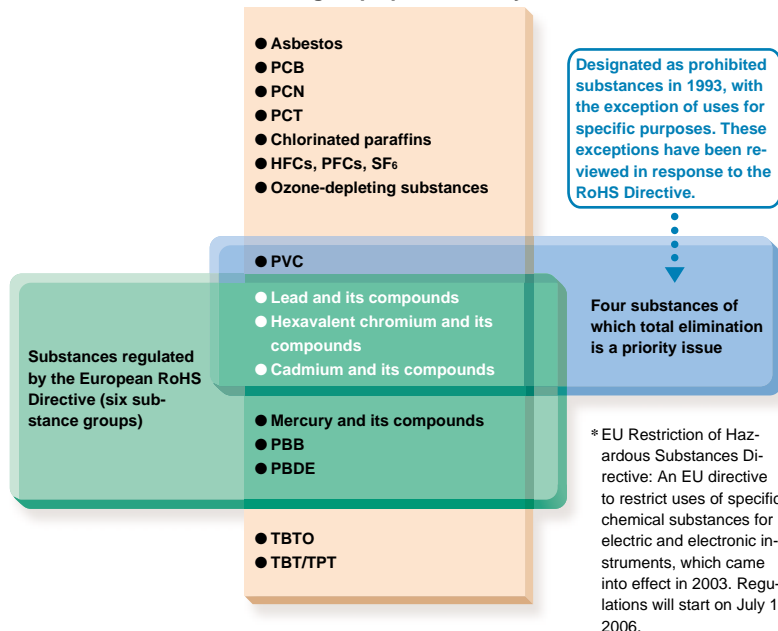 ● Asbestos
● PCB
● PCN
● PCT
● Chlorinated paraffins
● HFCs, PFCs, SF6
● Ozone-depleting substances
Designated as prohibited
substances in 1993, with
the exception of uses for
specific purposes. These
exceptions have been re-
viewed in response to the
RoHS Directive.
● PVC
● Lead and its compounds
● Hexavalent chromium and its
compounds
● Cadmium and its compounds
Four substances of
which total elimination
is a priority issue
Substances regulated
by the European RoHS
Directive (six sub-
stance groups)
● Mercury and its compounds
● PBB
● PBDE
● TBTO
● TBT/TPT
* EU Restriction of Haz-
ardous Substances Di-
rective: An EU directive
to restrict uses of specific
chemical substances for
electric and electronic in-
struments, which came
into effect in 2003. Regu-
lations will start on July 1
2006.